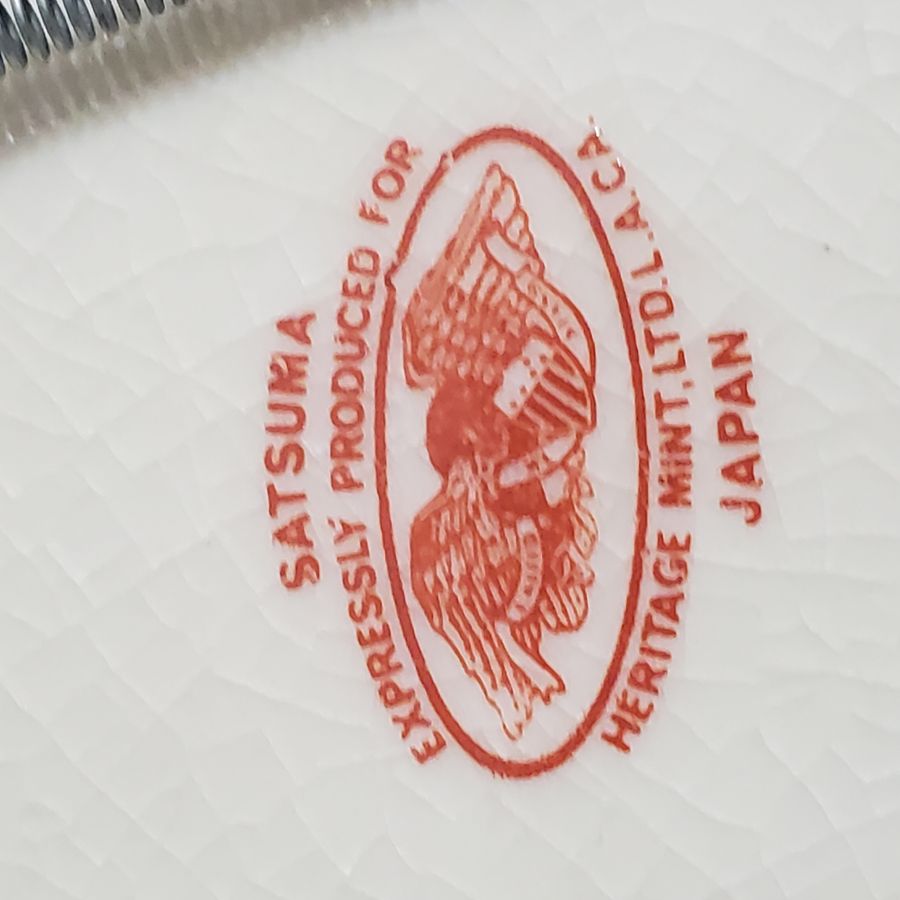 SATSUMA
EXPRESSLY PRODUCED FOR
HERITAGE MINT, LTD. L.A. CA.
JAPAN